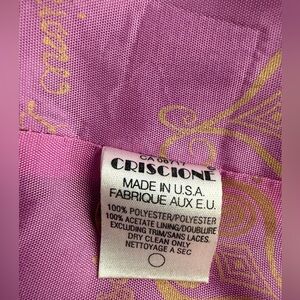 CA 08717
CRISCIONE
MADE IN U.S.A.
FABRIQUE AUX E.U.
100% POLYESTER/POLYESTER
100% ACETATE LINING/DOUBLURE
EXCLUDING TRIM/SANS LACES.
DRY CLEAN ONLY
NETTOYAGE A SEC